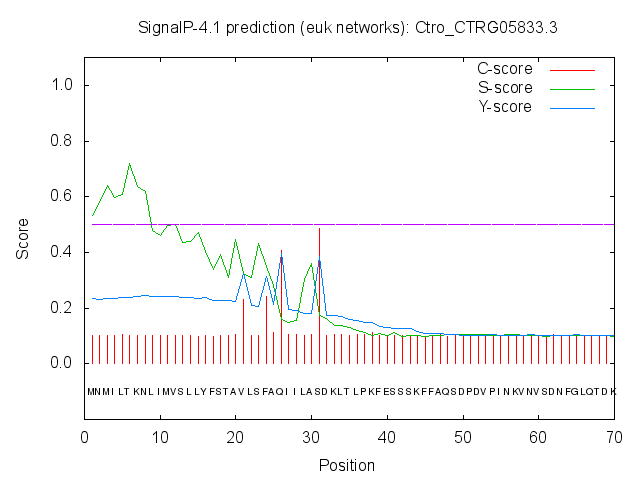 SignalP-4.1 prediction (euk networks): Ctro_CTRG05833.3
C-score
S-score
Y-score
1.0
0.8
0.6
0.4
0.2
0.0
Score
MNMILTKNLIMVSLLYFSTAVLSFAQIILASDKLTLPKFESSSKFFAQSDPDVPINKVNVSDNFGLQTDK
0 10 20 30 40 50 60 70
Position